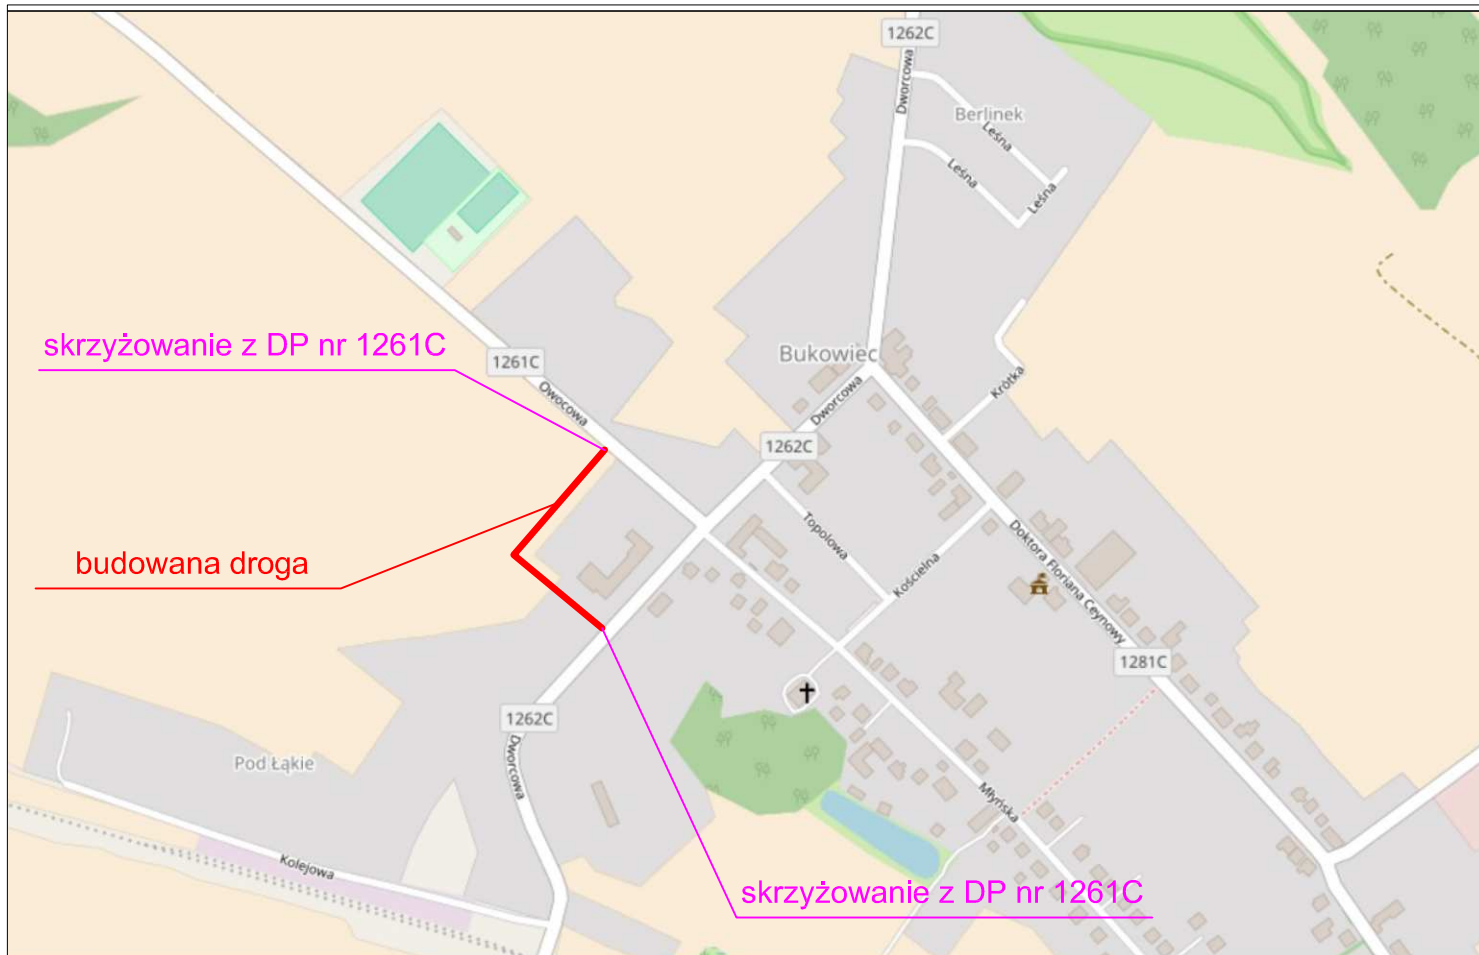 1262C
Dworcowa
Berlinek
Leśna
Leśna
Leśna
skrzyżowanie z DP nr 1261C
1261C
Bukowiec
Owocowa
Dworcowa
Krótka
1262C
budowana droga
Topolowa
Kościelna
Doktora Floriana Ceynowy
1281C
1262C
Pod Łąkie
Dworcowa
Młyńska
Kolejowa
skrzyżowanie z DP nr 1261C